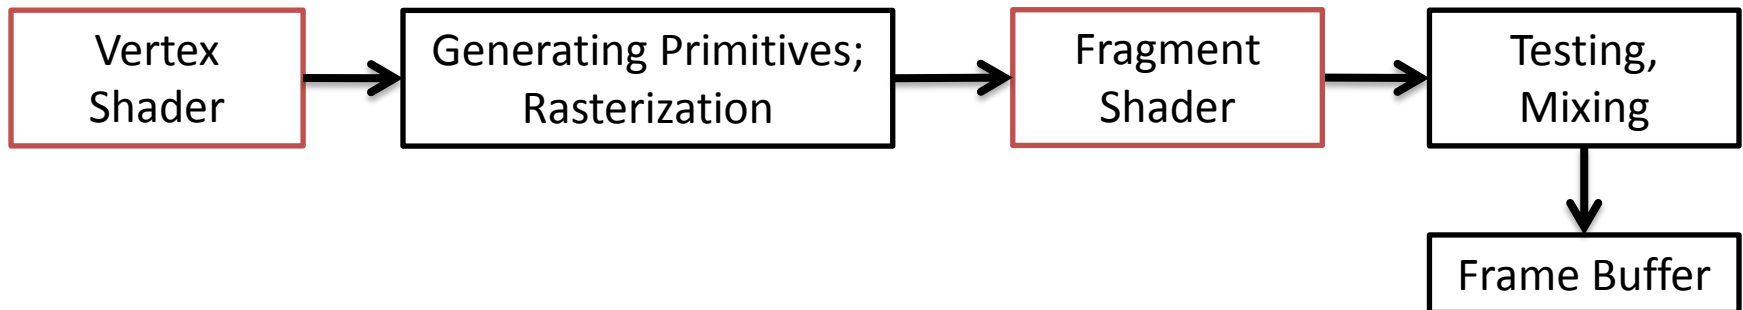 Vertex
Shader
Generating Primitives;
Rasterization
Fragment
Shader
Testing,
Mixing
Frame Buffer